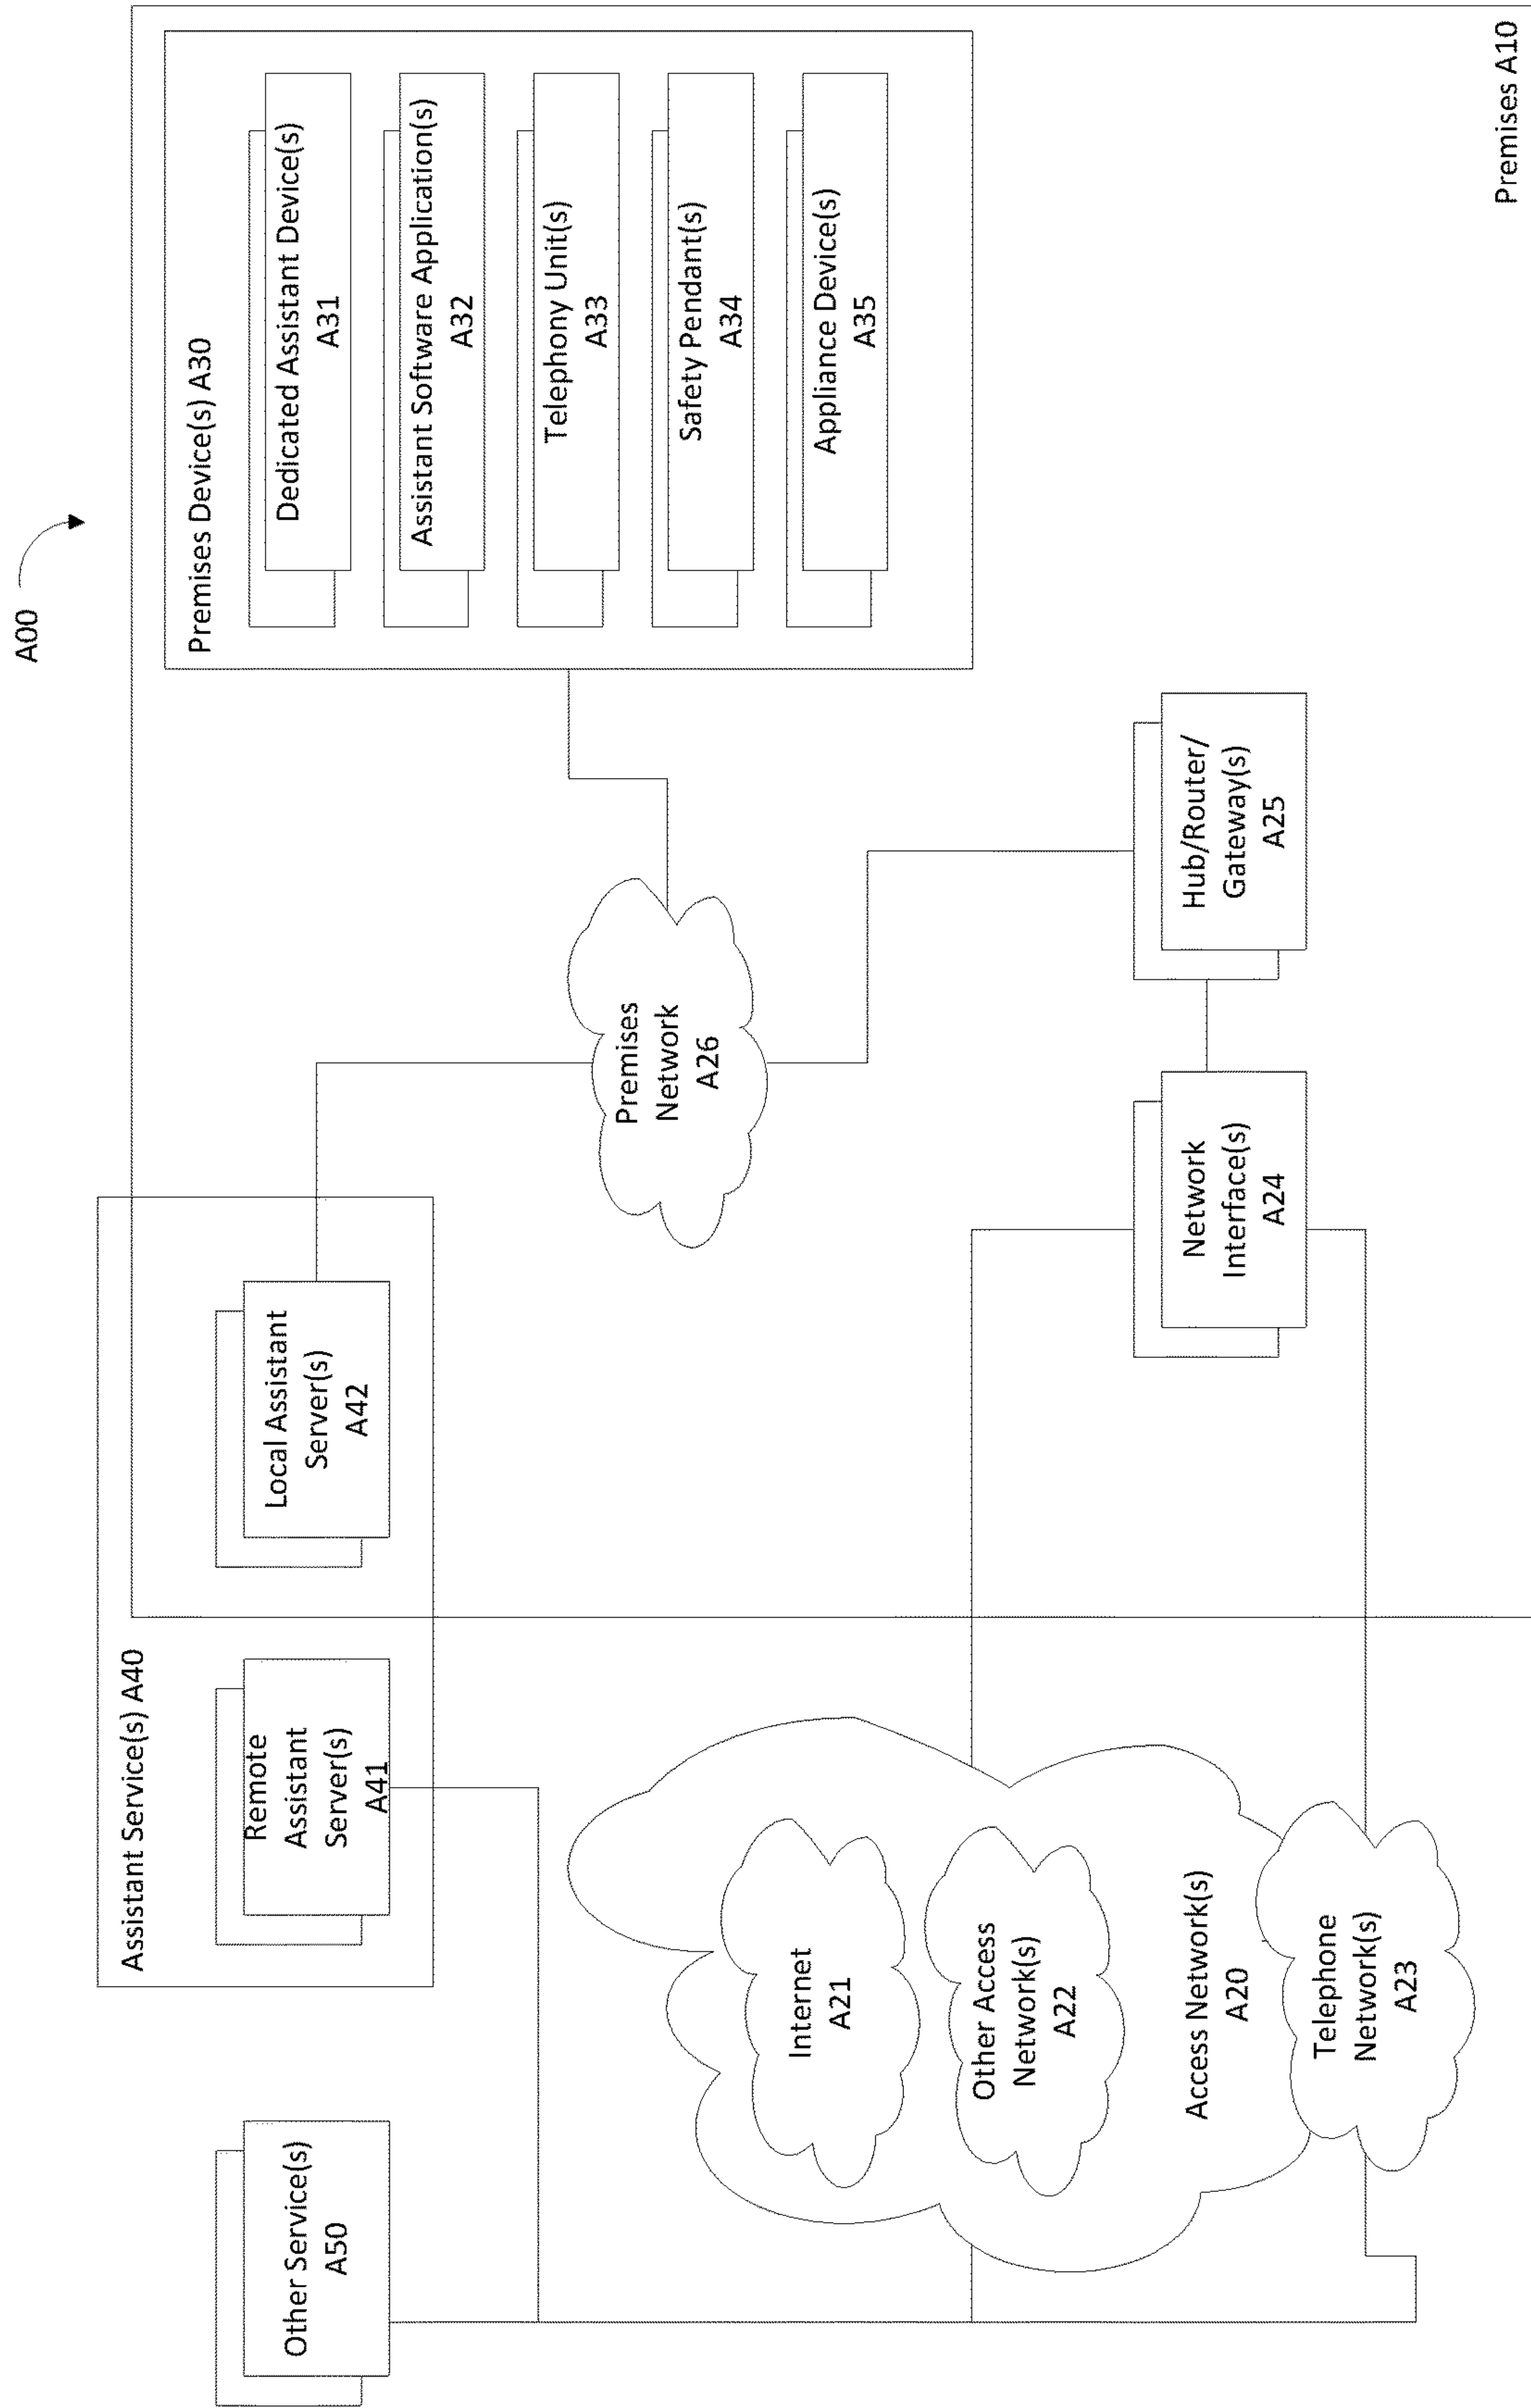 A00
Other Service(s)
A50
Assistant Service(s) A40
Remote
Assistant
Server(s)
A41
Local Assistant
Server(s)
A42
Premises Device(s) A30
Dedicated Assistant Device(s)
A31
Assistant Software Application(s)
A32
Telephony Unit(s)
A33
Safety Pendant(s)
A34
Appliance Device(s)
A35
Premises
Network
A26
Internet
A21
Other Access
Network(s)
A22
Access Network(s)
A20
Telephone
Network(s)
A23
Network
Interface(s)
A24
Hub/Router/
Gateway(s)
A25
Premises A10